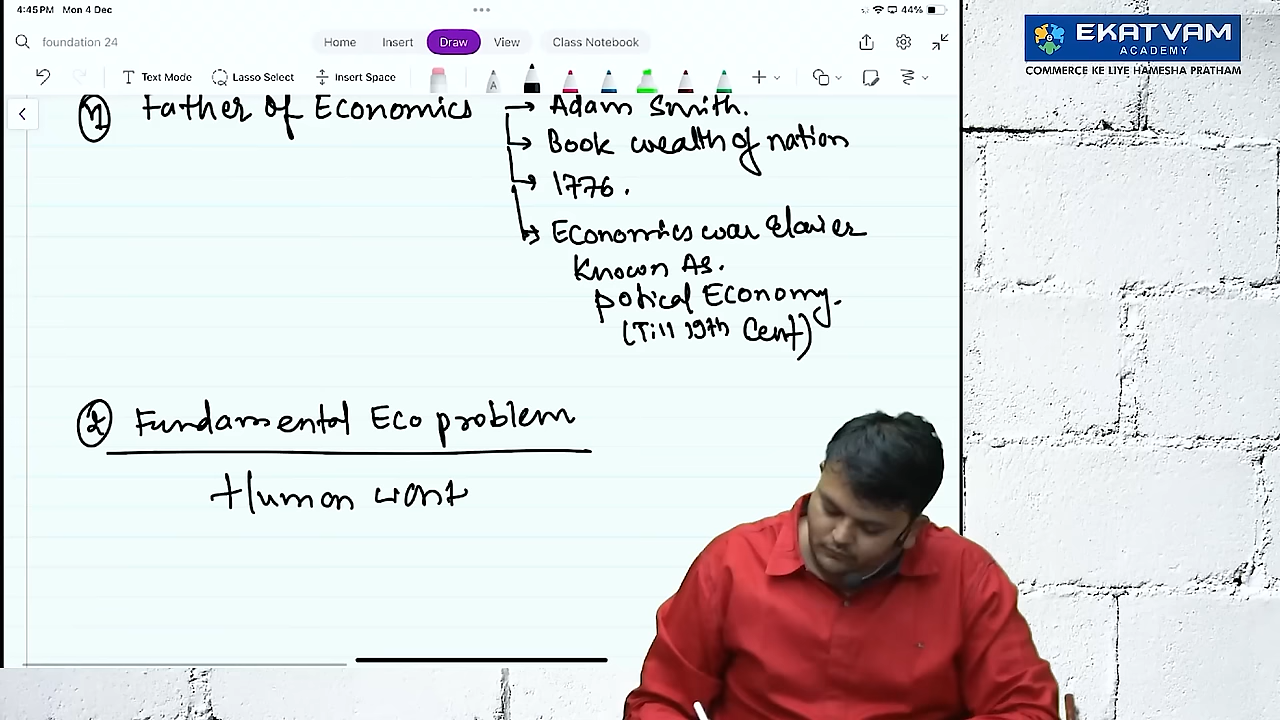 4:45 PM Mon 4 Dec
44%
foundation 24
Home Insert Draw View Class Notebook
Text Mode Lasso Select Insert Space
EKATVAM
ACADEMY
COMMERCE KE LIYE HAMESHA PRATHAM
Father of Economics
Adam Smith.
Book wealth of nation
1776.
Economics was
Known As.
Political Economy.
(Till 19th Cent)
2 Fundamental Eco problem
Human want